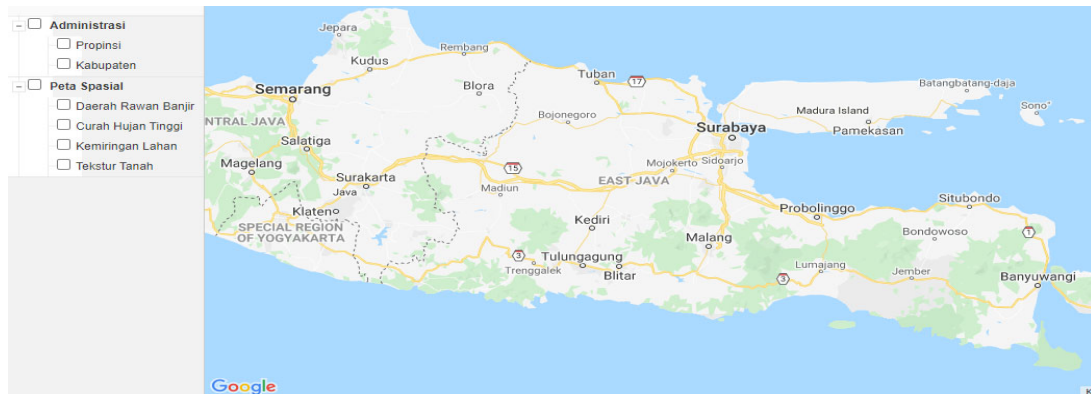 Administrasi
Propinsi
Kabupaten
Peta Spasial
Daerah Rawan Banjir
Curah Hujan Tinggi
Kemiringan Lahan
Tekstur Tanah
Jepara
Rembang
Kudus
Tuban
17
Blora
Semarang
Batangbatang-daja
Sono'
Madura Island
Bojonegoro
NTRAL JAVA
Surabaya
Pamekasan
Salatiga
Magelang
15
Mojokerto
Sidoarjo
Surakarta
EAST JAVA
Java
Madiun
Klaten
Kediri
Probolinggo
Situbondo
SPECIAL REGION
OF YOGYAKARTA
Malang
Bondowoso
1
3
Tulungagung
Trenggalek
Blitar
Lumajang
Jember
3
Banyuwangi
Google
K